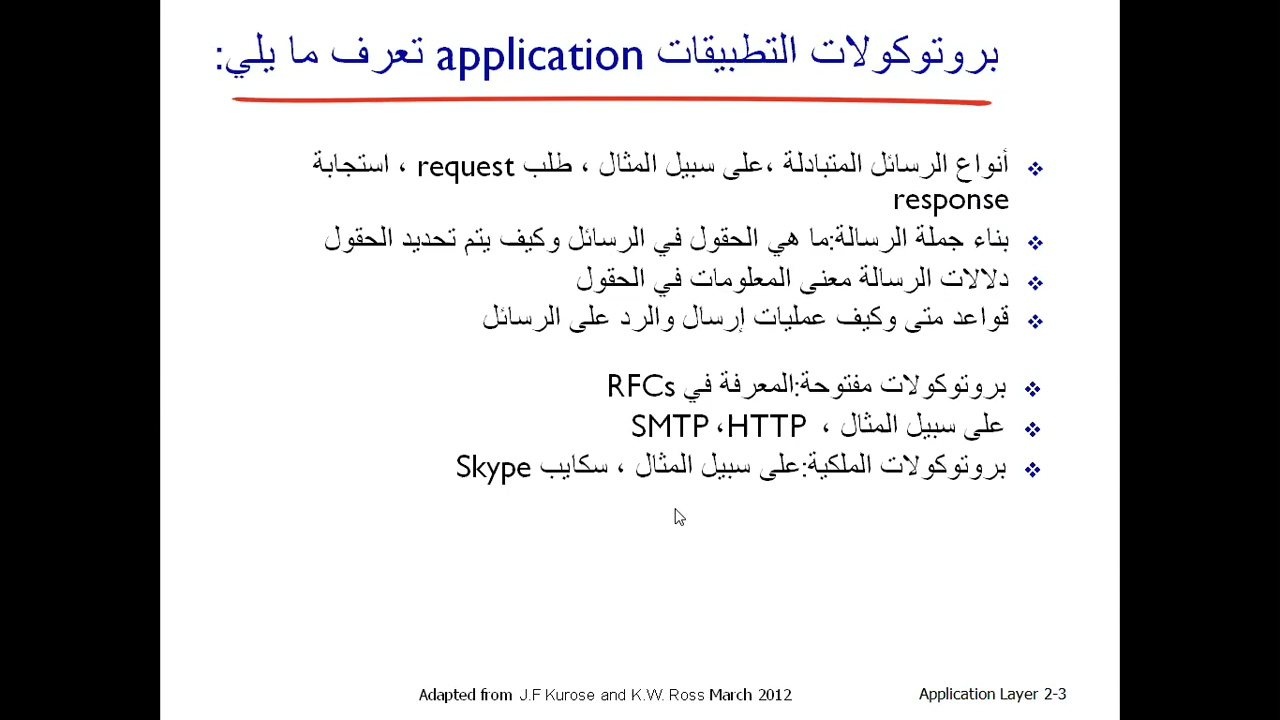 بروتوكولات التطبيقات application تعرف ما يلي:
أنواع الرسائل المتبادلة ،على سبيل المثال ، طلب request ، استجابة
response
بناء جملة الرسالة:ما هي الحقول في الرسائل وكيف يتم تحديد الحقول
دلالات الرسالة معنى المعلومات في الحقول
قواعد متى وكيف عمليات إرسال والرد على الرسائل
بروتوكولات مفتوحة:المعرفة في RFCs
على سبيل المثال ، SMTP ،HTTP
بروتوكولات الملكية:على سبيل المثال ، سكايب Skype
Adapted from J.F Kurose and K.W. Ross March 2012
Application Layer 2-3